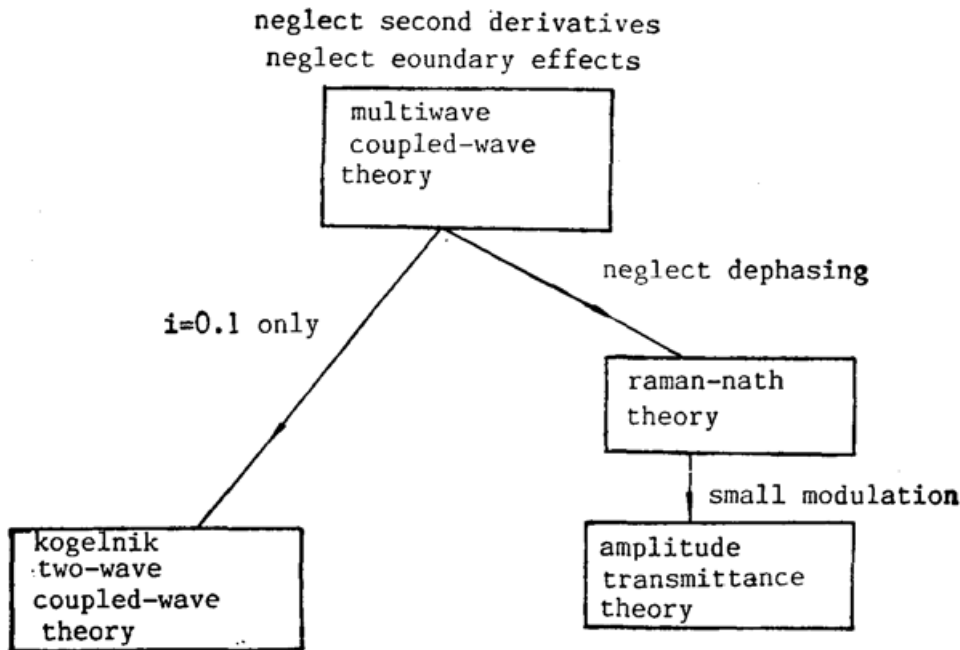 neglect second derivatives
neglect eoundary effects
multiwave
coupled-wave
theory
neglect dephasing
i=0.1 only
raman-nath
theory
small modulation
kogelnik
two-wave
coupled-wave
theory
amplitude
transmittance
theory